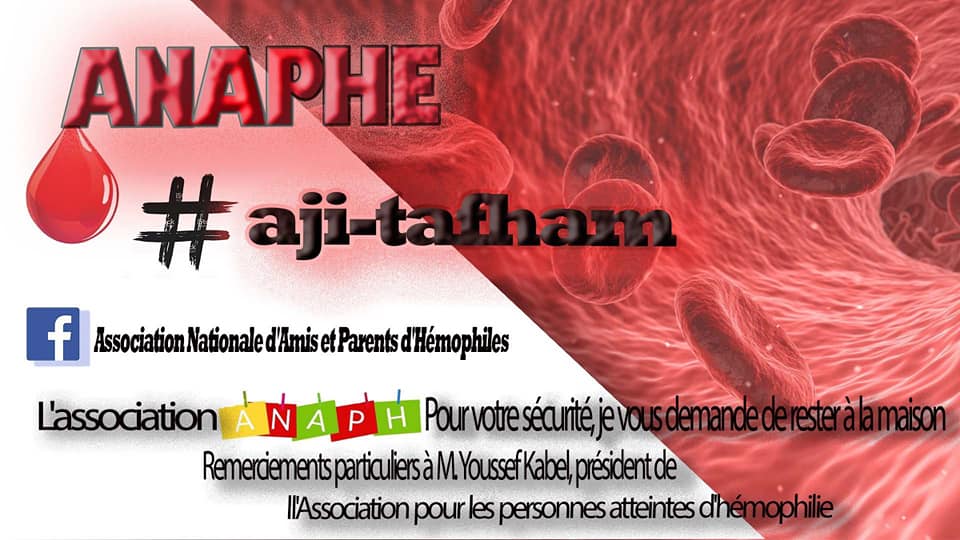 ANAPHE
# aji-tafham
f Association Nationale d'Amis et Parents d'Hémophiles
L'association ANAPH Pour votre sécurité, je vous demande de rester à la maison
Remerciements particuliers à M. Youssef Kabel, président de
ll'Association pour les personnes atteintes d'hémophilie